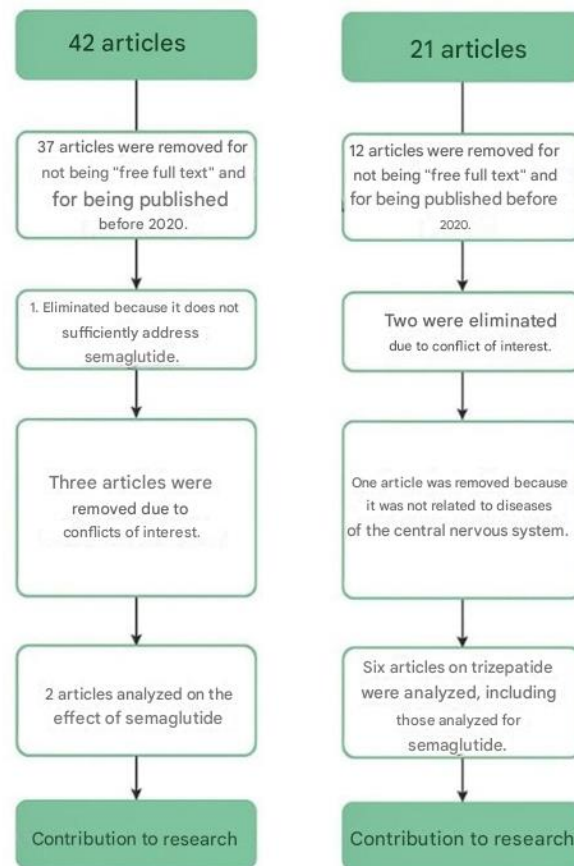 42 articles
37 articles were removed for
not being "free full text" and
for being published
before 2020.
1. Eliminated because it does not
sufficiently address
semaglutide.
Three articles were
removed due to
conflicts of interest.
2 articles analyzed on the
effect of semaglutide
Contribution to research
21 articles
12 articles were removed for
not being "free full text" and
for being published before
2020.
Two were eliminated
due to conflict of interest.
One article was removed because
it was not related to diseases
of the central nervous system.
Six articles on trizepatide
were analyzed, including
those analyzed for
semaglutide.
Contribution to research